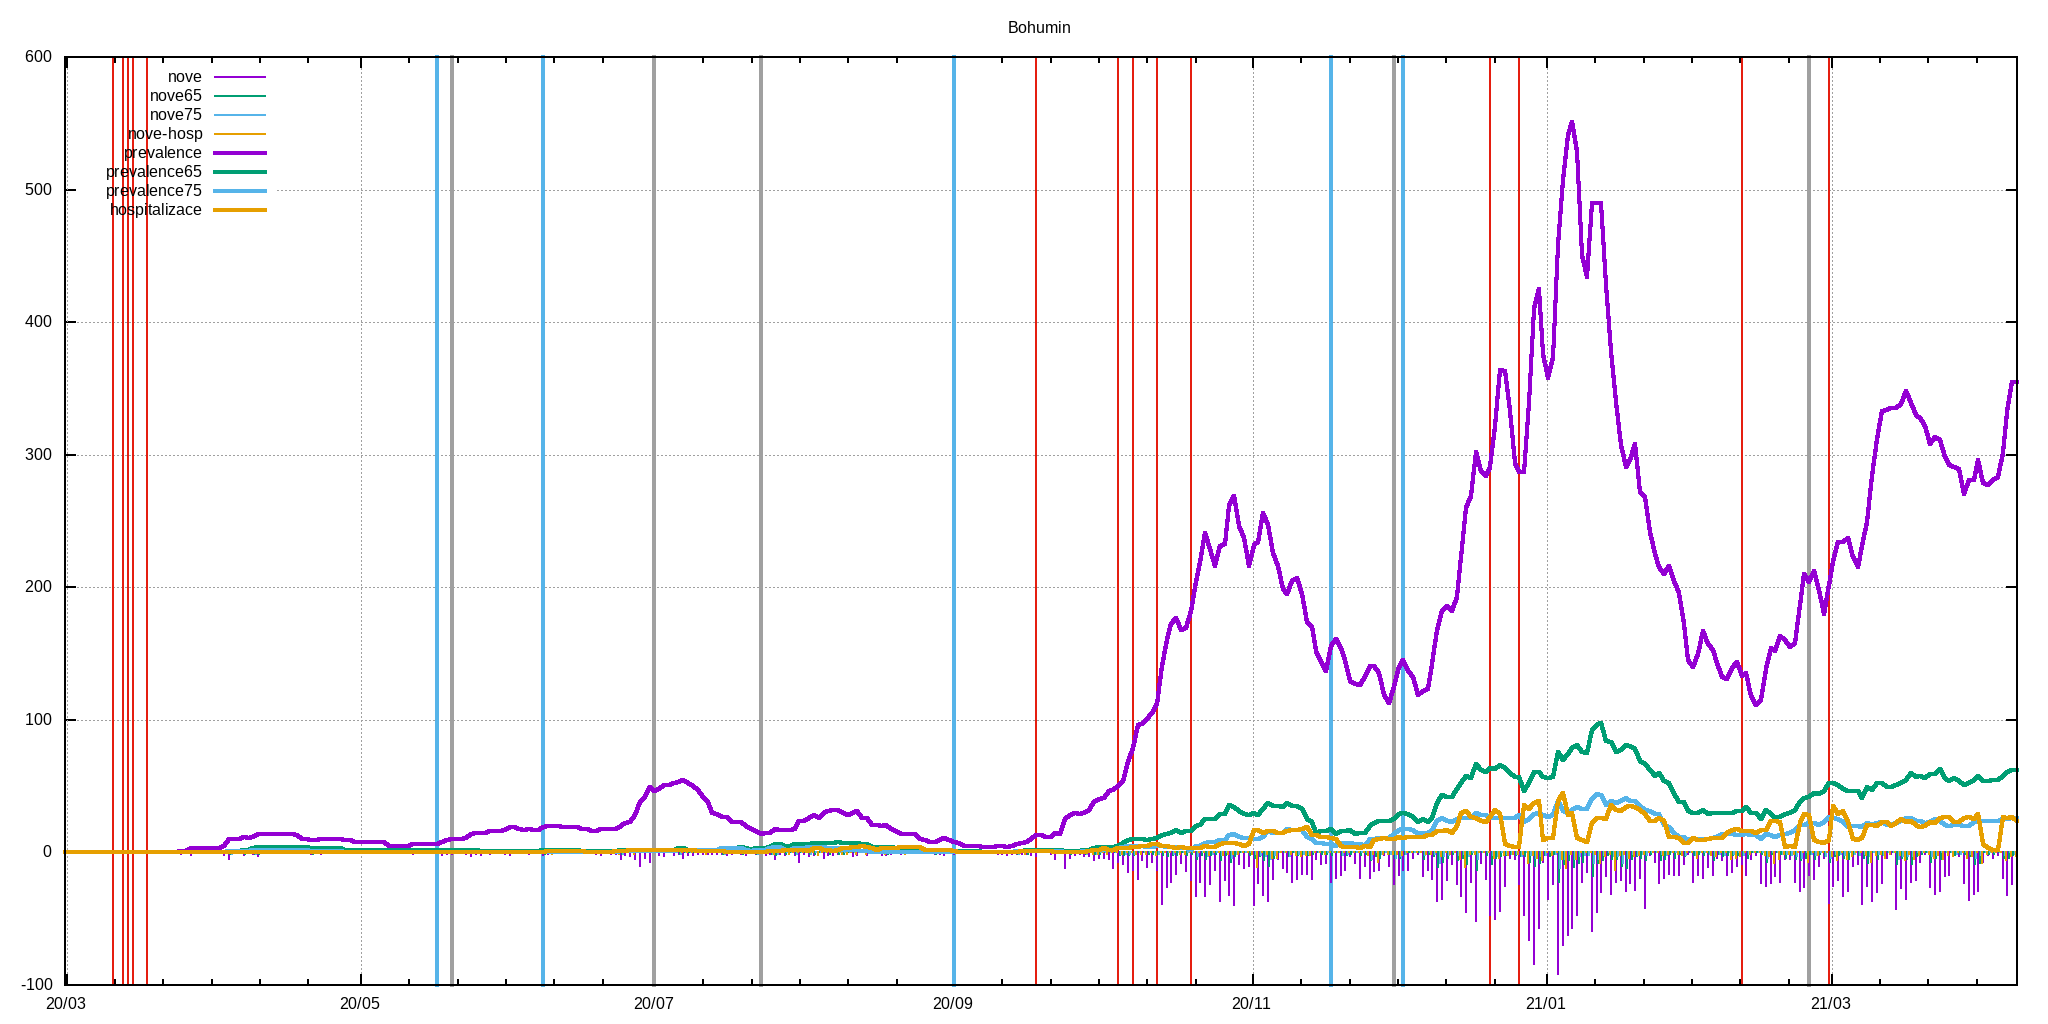 Bohumin
600
nove
nove65
nove75
nove-hosp
prevalence
prevalence65
prevalence75
hospitalizace
500
400
300
200
100
0
-100
20/03 20/05 20/07 20/09 20/11 21/01 21/03